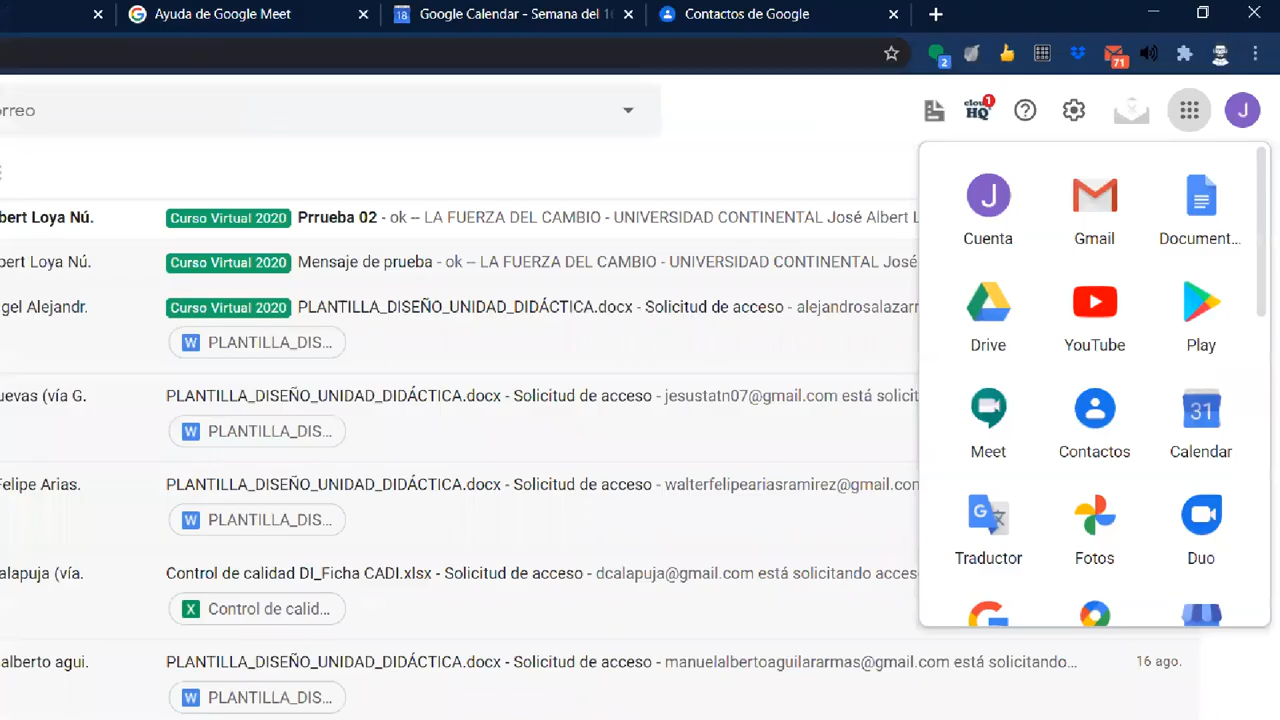 Ayuda de Google Meet
Google Calendar - Semana del 1
Contactos de Google
18
2
71
orreo
cloud
HQ
1
J
bert Loya Nú.
Curso Virtual 2020 Prrueba 02 - ok -- LA FUERZA DEL CAMBIO - UNIVERSIDAD CONTINENTAL José Albert L
bert Loya Nú.
Curso Virtual 2020 Mensaje de prueba - ok -- LA FUERZA DEL CAMBIO - UNIVERSIDAD CONTINENTAL José
gel Alejandr.
Curso Virtual 2020 PLANTILLA_DISEÑO_UNIDAD_DIDÁCTICA.docx - Solicitud de acceso - alejandrosalazarr
W PLANTILLA_DIS...
uevas (vía G.
PLANTILLA_DISEÑO_UNIDAD_DIDÁCTICA.docx - Solicitud de acceso - jesustatn07@gmail.com está solicit
W PLANTILLA_DIS...
Felipe Arias.
PLANTILLA_DISEÑO_UNIDAD_DIDÁCTICA.docx - Solicitud de acceso - walterfelipeariasramirez@gmail.con
W PLANTILLA_DIS...
alapuja (vía.
Control de calidad DI_Ficha CADI.xlsx - Solicitud de acceso - dcalapuja@gmail.com está solicitando acces
X Control de calid...
alberto agui.
PLANTILLA_DISEÑO_UNIDAD_DIDÁCTICA.docx - Solicitud de acceso - manuelalbertoaguilararmas@gmail.com está solicitando...
16 ago.
W PLANTILLA_DIS...
J
Cuenta
Gmail
Document...
Drive
YouTube
Play
31
Meet
Contactos
Calendar
G
文
Traductor
Fotos
Duo